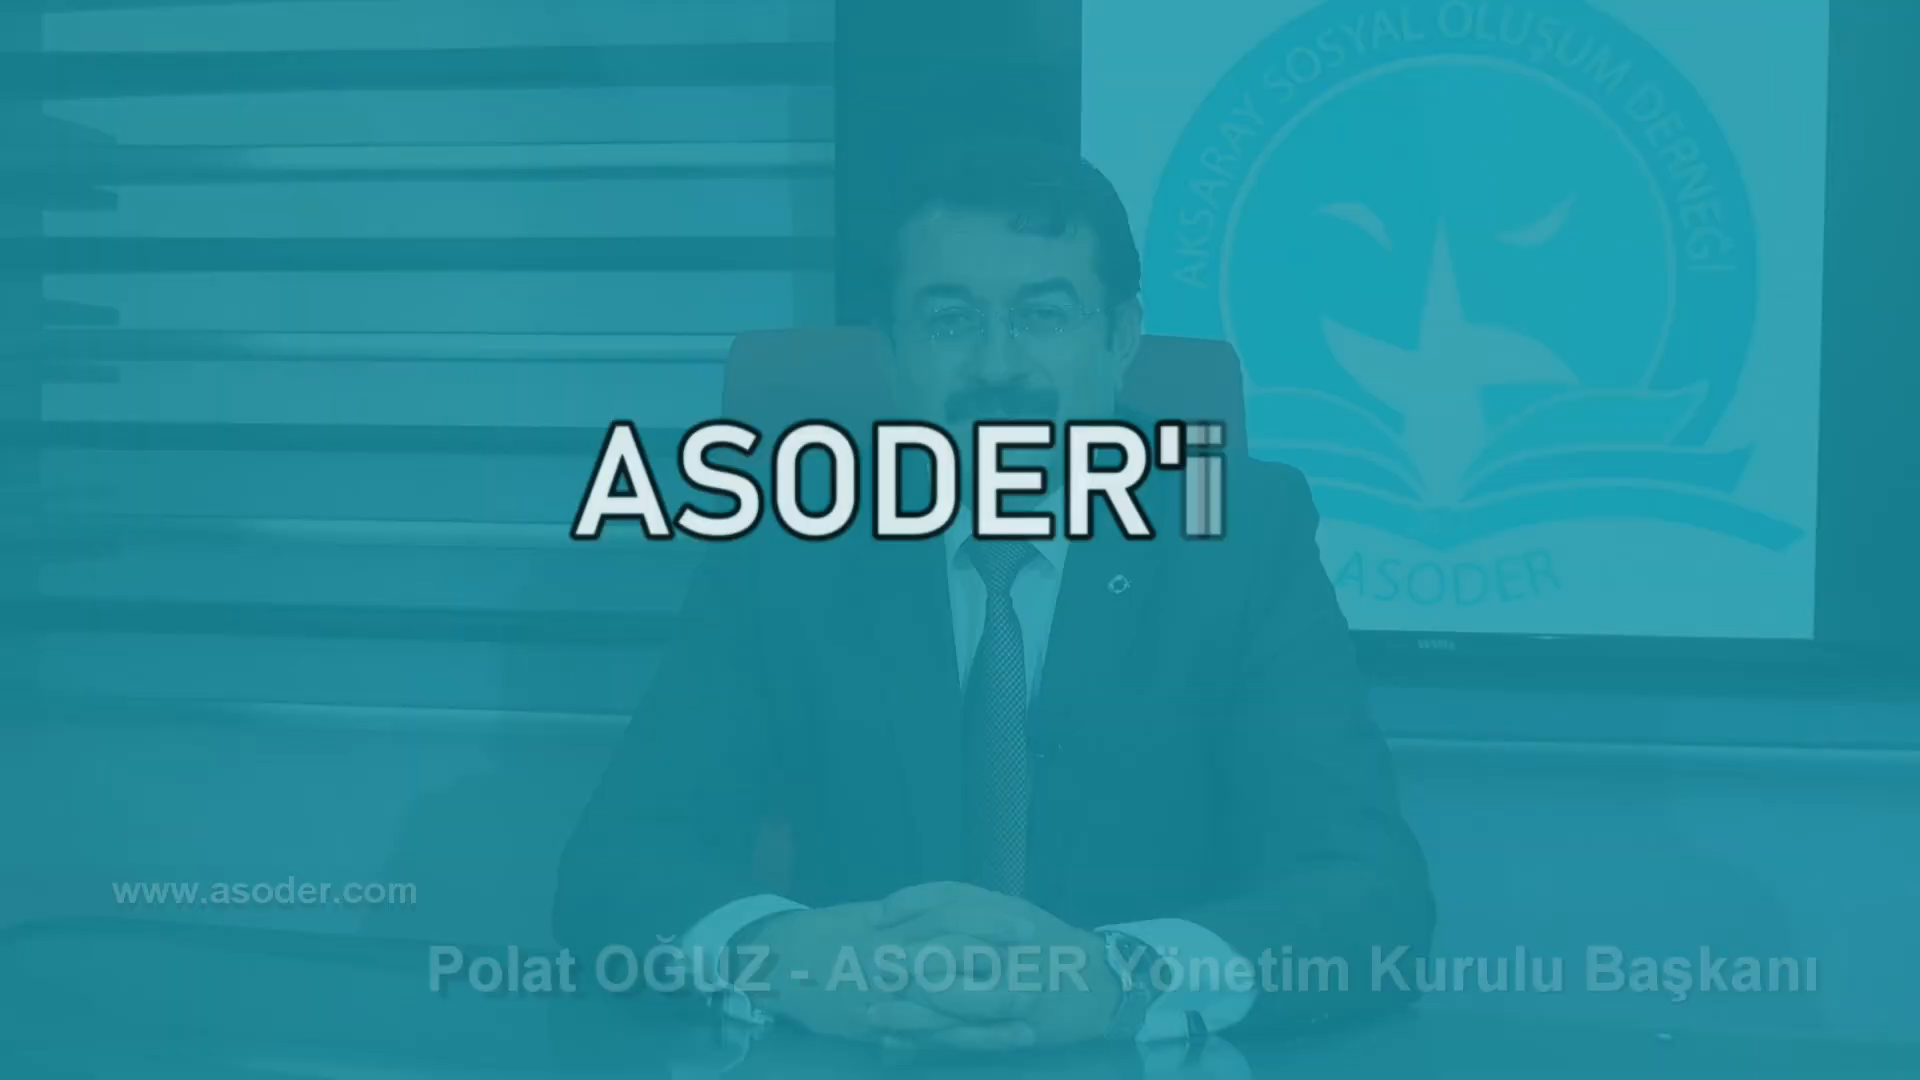 AKSARAY SOSYAL OLUŞUM DERNEĞİ
ASODER'i
ASODER
www.asoder.com
Polat OĞUZ - ASODER Yönetim Kurulu Başkanı